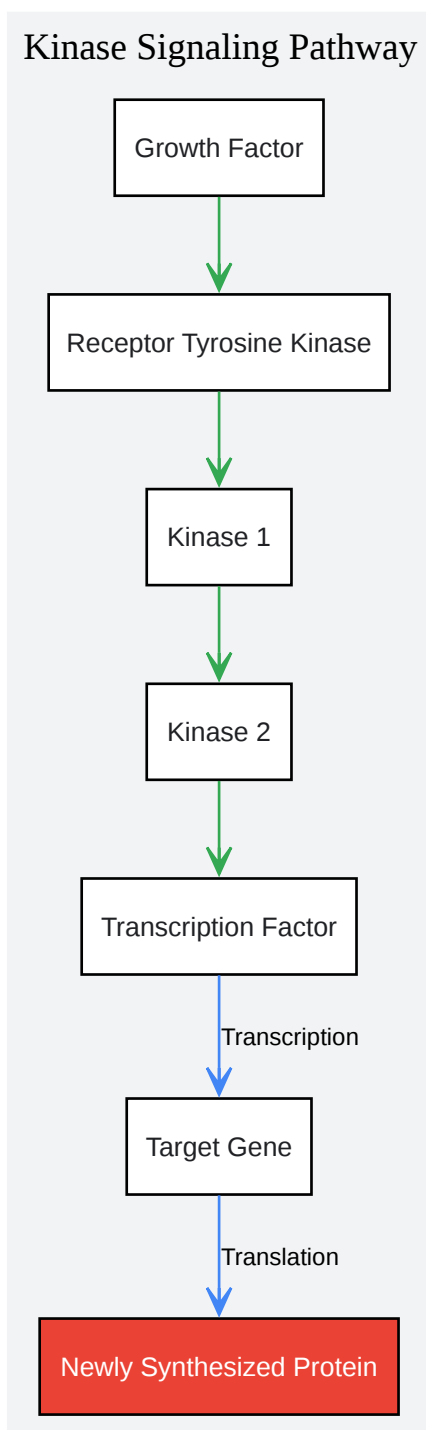 Kinase Signaling Pathway
Growth Factor
Receptor Tyrosine Kinase
Kinase 1
Kinase 2
Transcription Factor
Transcription
Target Gene
Translation
Newly Synthesized Protein